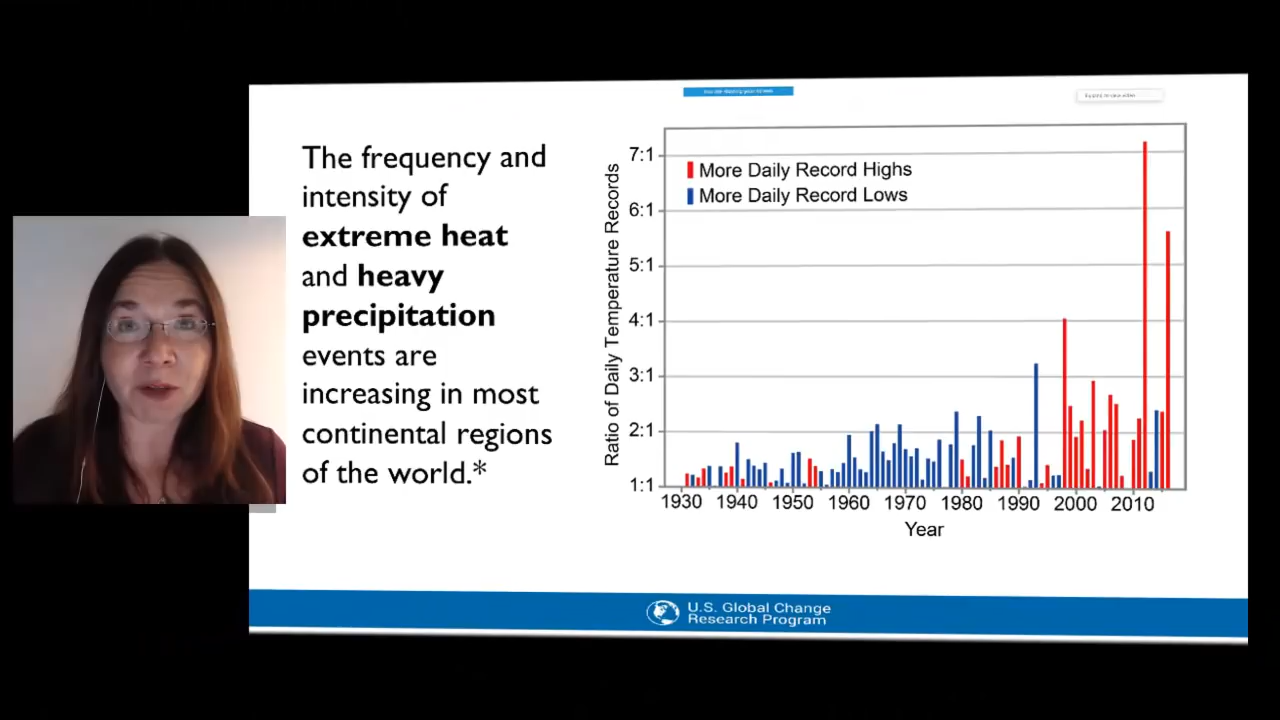 The frequency and
intensity of
extreme heat
and heavy
precipitation
events are
increasing in most
continental regions
of the world.*
More Daily Record Highs
More Daily Record Lows
Ratio of Daily Temperature Records
7:1
6:1
5:1
4:1
3:1
2:1
1:1
1930 1940 1950 1960 1970 1980 1990 2000 2010
Year
U.S. Global Change
Research Program